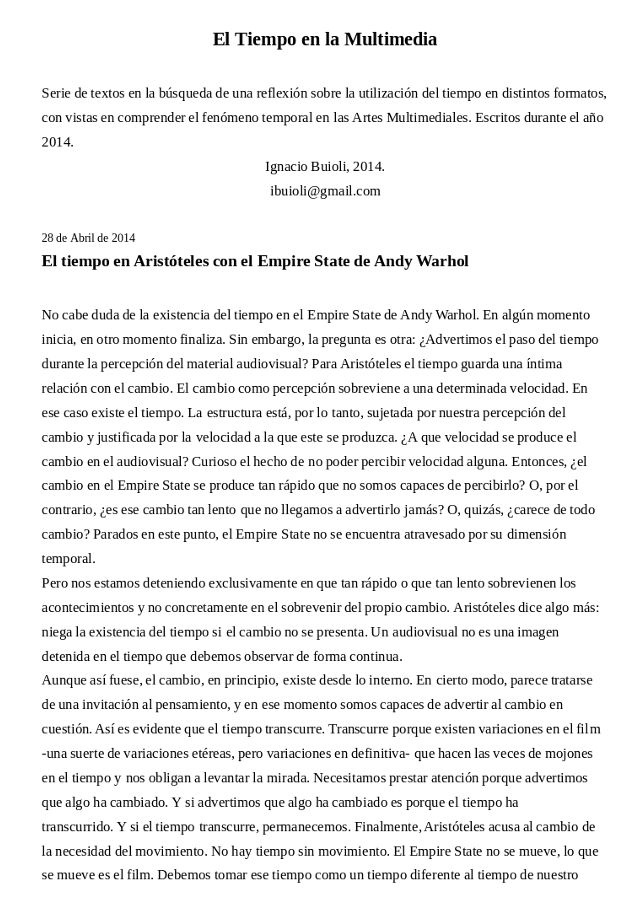 El Tiempo en la Multimedia
Serie de textos en la búsqueda de una reflexión sobre la utilización del tiempo en distintos formatos,
con vistas en comprender el fenómeno temporal en las Artes Multimediales. Escritos durante el año
2014.
Ignacio Buioli, 2014.
ibuioli@gmail.com
28 de Abril de 2014
El tiempo en Aristóteles con el Empire State de Andy Warhol
No cabe duda de la existencia del tiempo en el Empire State de Andy Warhol. En algún momento
inicia, en otro momento finaliza. Sin embargo, la pregunta es otra: ¿Advertimos el paso del tiempo
durante la percepción del material audiovisual? Para Aristóteles el tiempo guarda una íntima
relación con el cambio. El cambio como percepción sobreviene a una determinada velocidad. En
ese caso existe el tiempo. La estructura está, por lo tanto, sujetada por nuestra percepción del
cambio y justificada por la velocidad a la que este se produzca. ¿A que velocidad se produce el
cambio en el audiovisual? Curioso el hecho de no poder percibir velocidad alguna. Entonces, ¿el
cambio en el Empire State se produce tan rápido que no somos capaces de percibirlo? O, por el
contrario, ¿es ese cambio tan lento que no llegamos a advertirlo jamás? O, quizás, ¿carece de todo
cambio? Parados en este punto, el Empire State no se encuentra atravesado por su dimensión
temporal.
Pero nos estamos deteniendo exclusivamente en que tan rápido o que tan lento sobrevienen los
acontecimientos y no concretamente en el sobrevenir del propio cambio. Aristóteles dice algo más:
niega la existencia del tiempo si el cambio no se presenta. Un audiovisual no es una imagen
detenida en el tiempo que debemos observar de forma continua.
Aunque así fuese, el cambio, en principio, existe desde lo interno. En cierto modo, parece tratarse
de una invitación al pensamiento, y en ese momento somos capaces de advertir al cambio en
cuestión. Así es evidente que el tiempo transcurre. Transcurre porque existen variaciones en el film
-una suerte de variaciones etéreas, pero variaciones en definitiva- que hacen las veces de mojones
en el tiempo y nos obligan a levantar la mirada. Necesitamos prestar atención porque advertimos
que algo ha cambiado. Y si advertimos que algo ha cambiado es porque el tiempo ha
transcurrido. Y si el tiempo transcurre, permanecemos. Finalmente, Aristóteles acusa al cambio de
la necesidad del movimiento. No hay tiempo sin movimiento. El Empire State no se mueve, lo que
se mueve es el film. Debemos tomar ese tiempo como un tiempo diferente al tiempo de nuestro